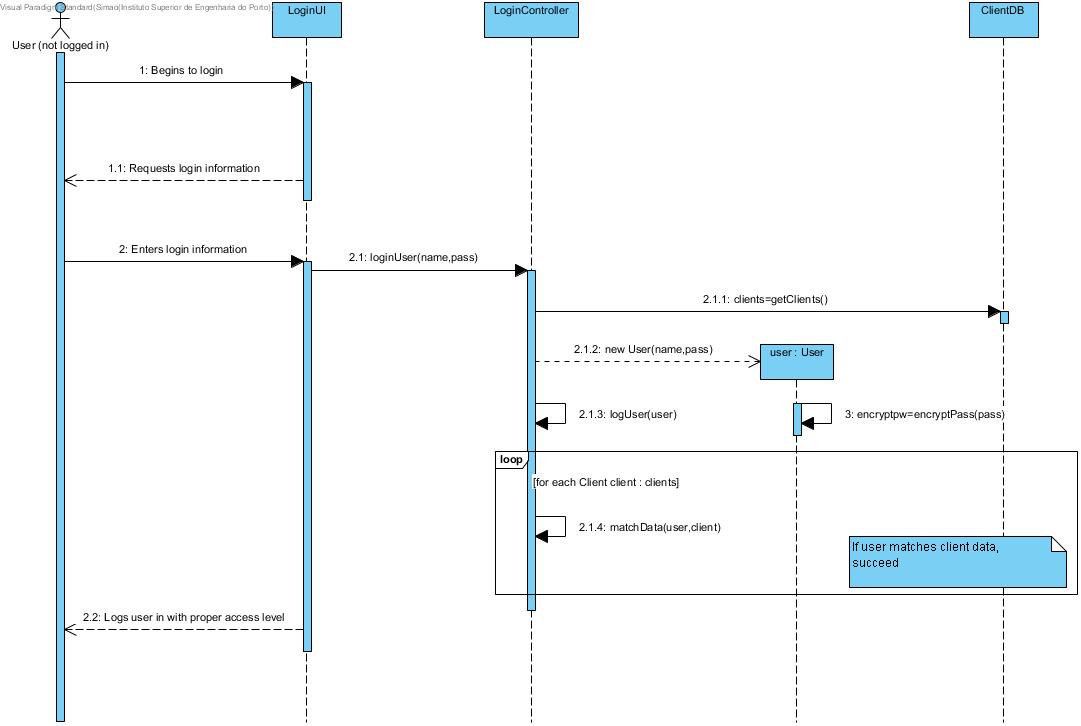 Visual Paradigm Standard(Simao(Instituto Superior de Engenharia do Porto)
LoginUI
LoginController
ClientDB
User (not logged in)
1: Begins to login
1.1: Requests login information
2: Enters login information
2.1: loginUser(name,pass)
2.1.1: clients=getClients()
2.1.2: new User(name,pass)
user : User
2.1.3: logUser(user)
3: encryptpw=encryptPass(pass)
loop
[for each Client client : clients]
2.1.4: matchData(user,client)
If user matches client data,
succeed
2.2: Logs user in with proper access level